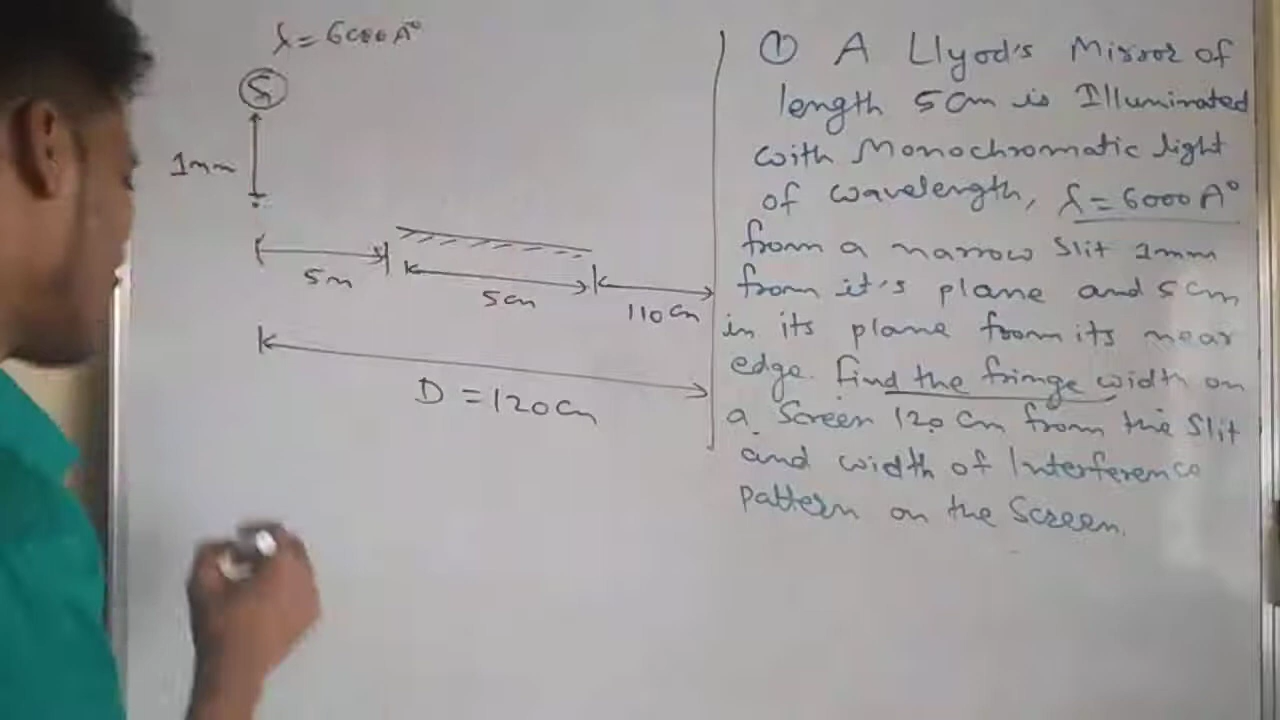 λ = 6000 A°
S
1mm
5m
5cm
110cm
D = 120cm
① A Llyod's Mirror of
length 5cm is Illuminated
with Monochromatic light
of wavelength, λ = 6000 A°
from a narrow slit 1mm
from it's plane and 5cm
in its plane from its near
edge. find the fringe width on
a screen 120 cm from the slit
and width of Interference
pattern on the screen.